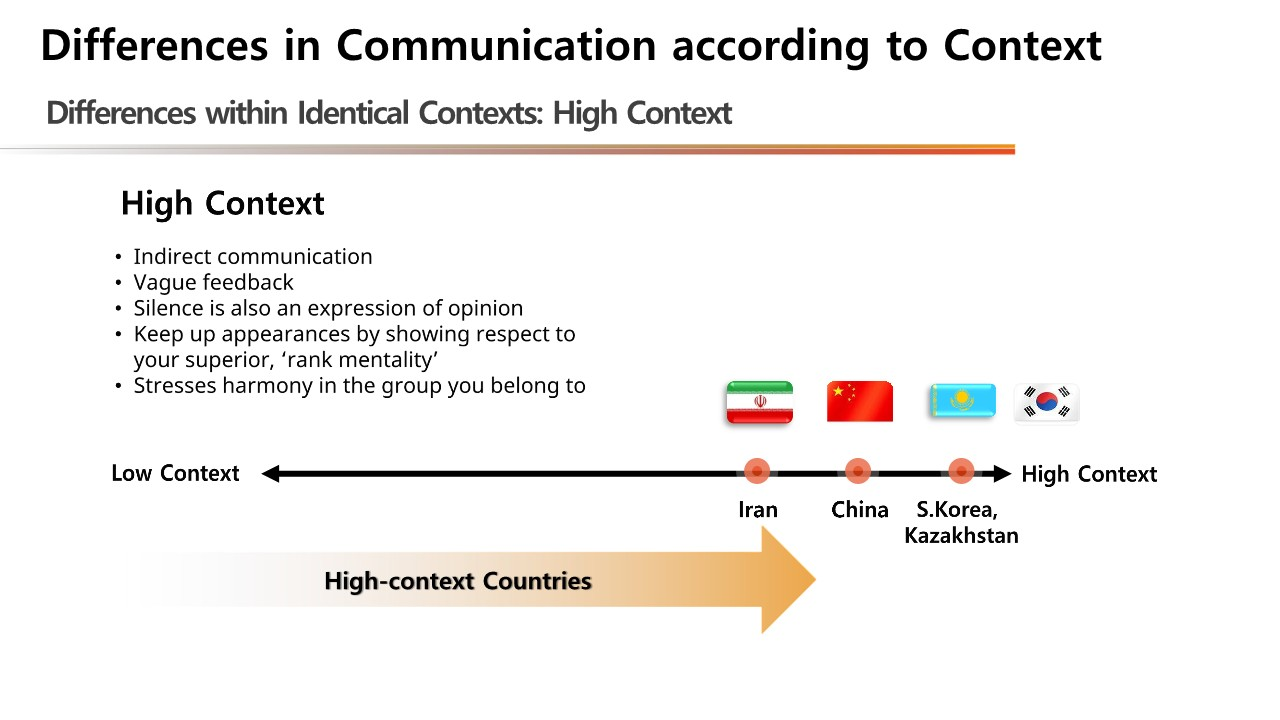 Differences in Communication according to Context
Differences within Identical Contexts: High Context
High Context
• Indirect communication
• Vague feedback
• Silence is also an expression of opinion
• Keep up appearances by showing respect to
your superior, ‘rank mentality’
• Stresses harmony in the group you belong to
Low Context
High Context
Iran
China
S.Korea,
Kazakhstan
High-context Countries